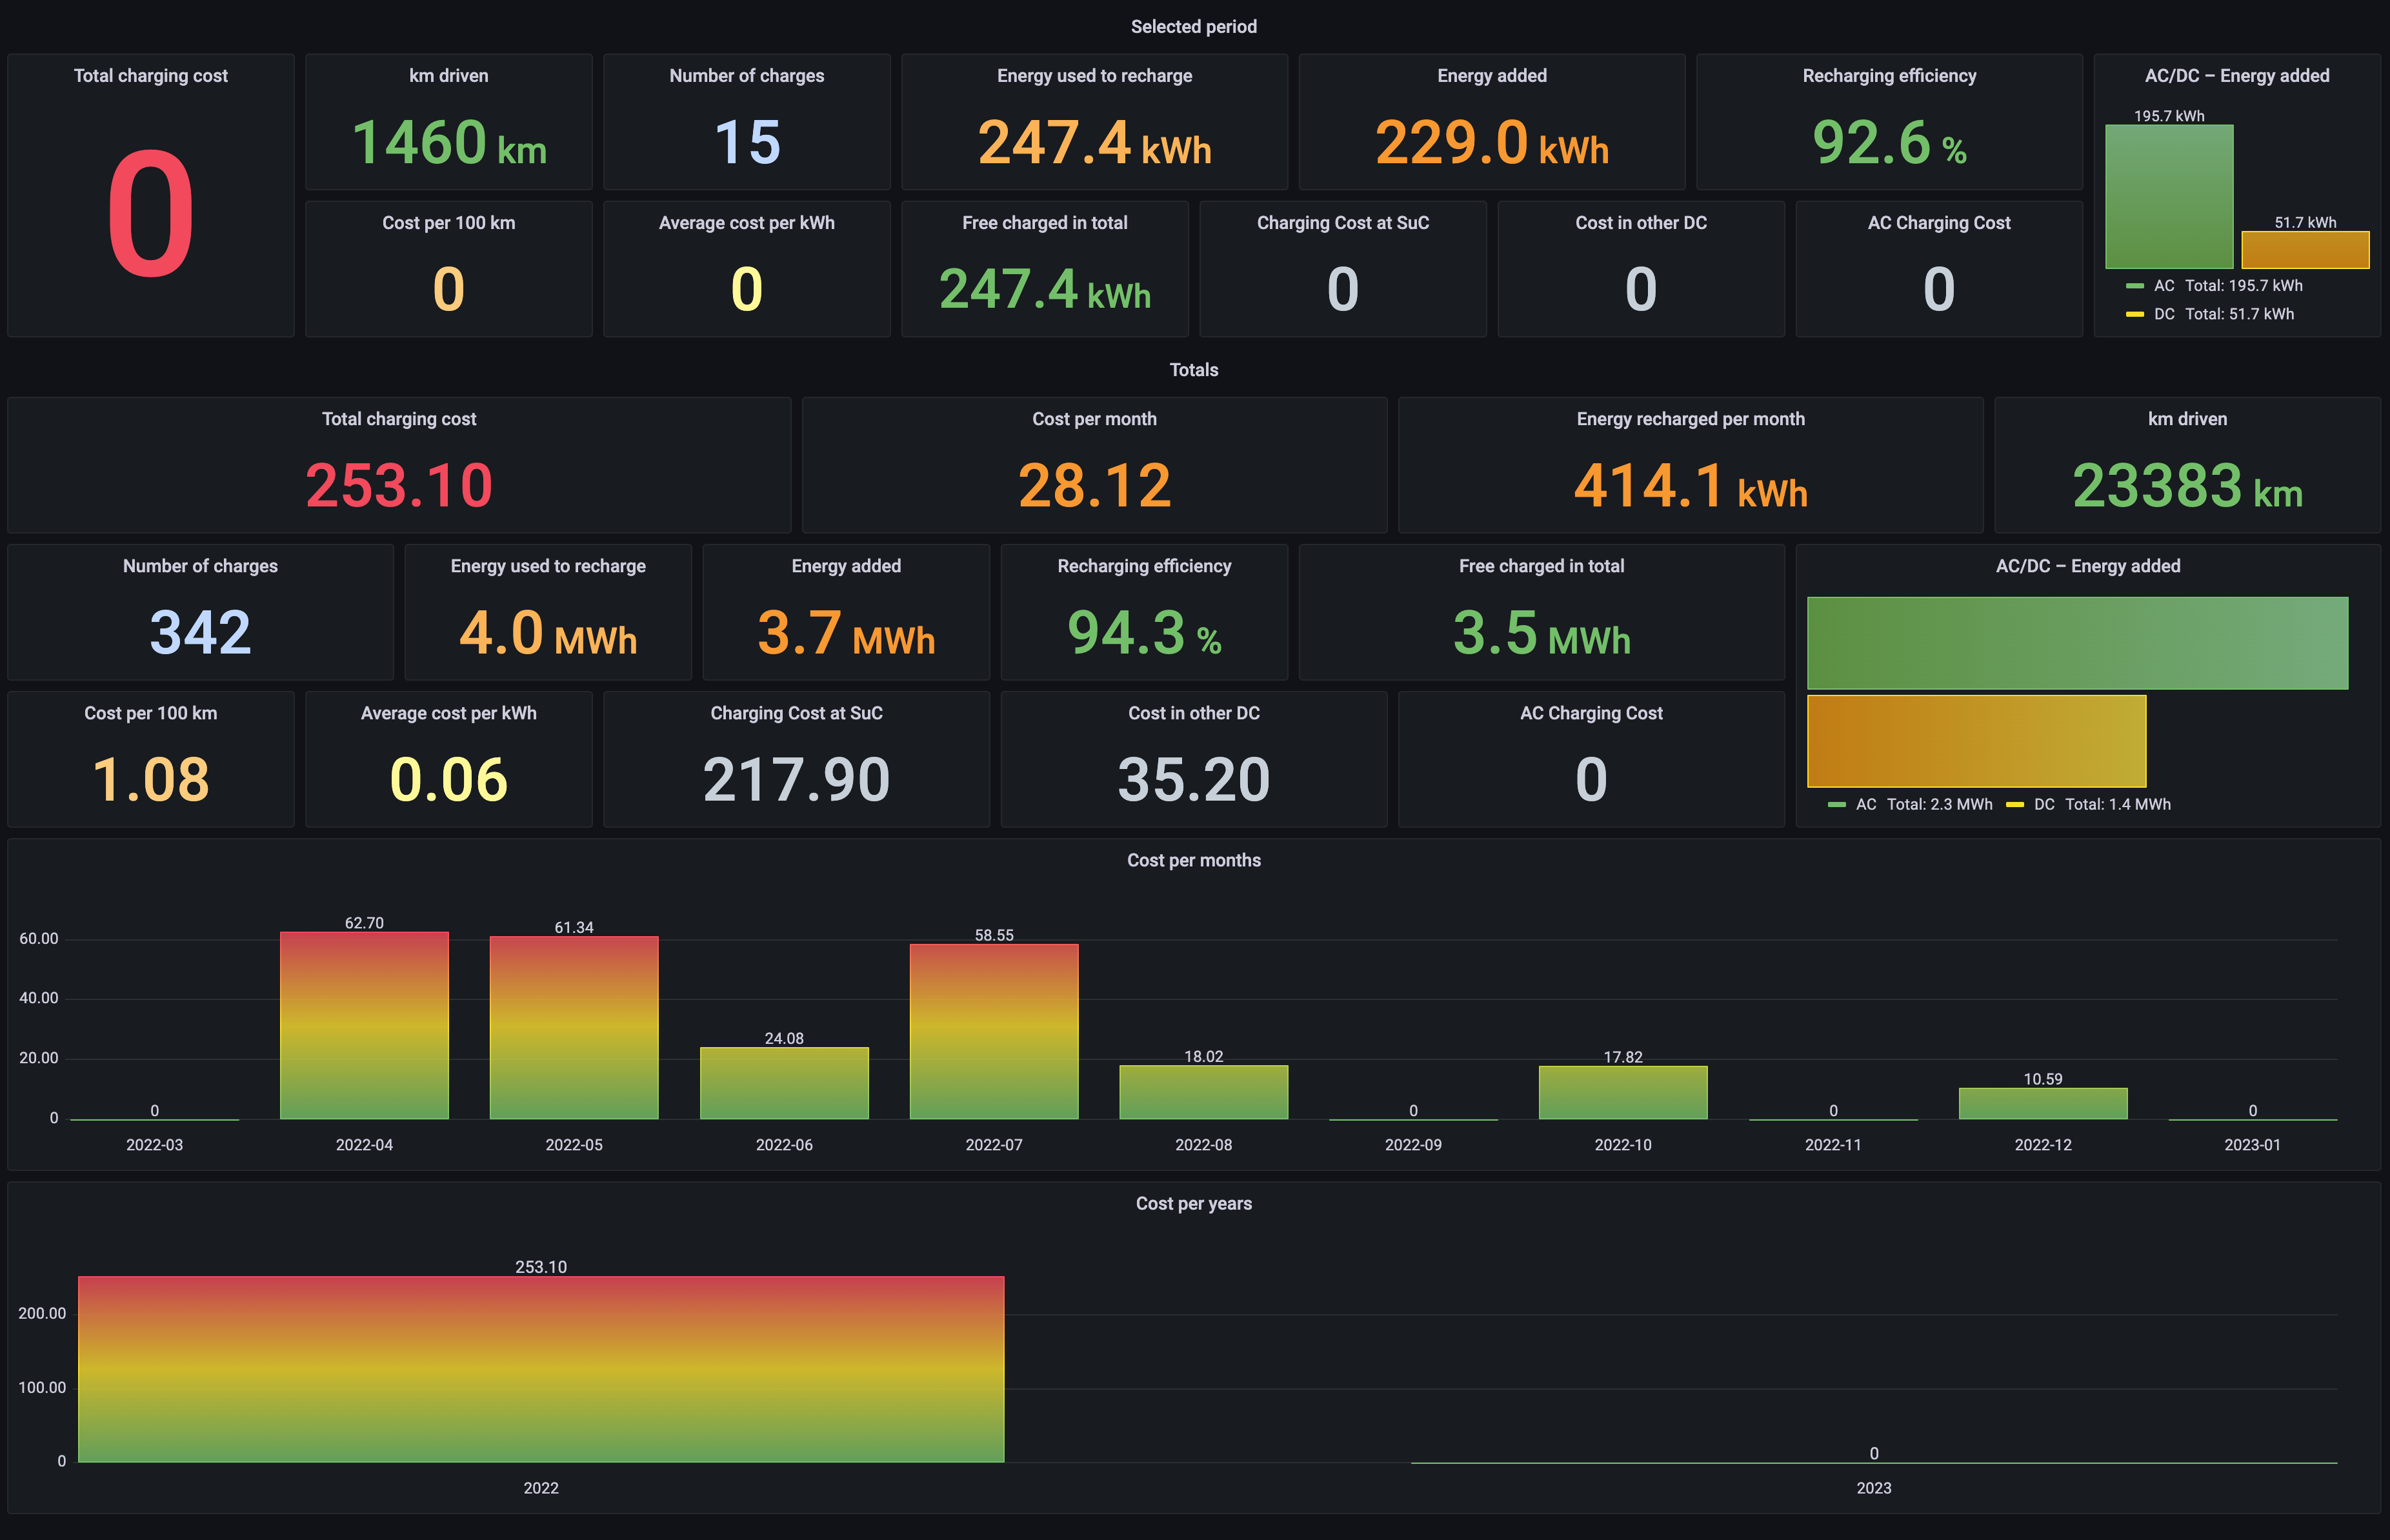 Selected period
Total charging cost
0
km driven
1460 km
Number of charges
15
Energy used to recharge
247.4 kWh
Energy added
229.0 kWh
Recharging efficiency
92.6 %
AC/DC – Energy added
195.7 kWh
51.7 kWh
AC Total: 195.7 kWh
DC Total: 51.7 kWh
Cost per 100 km
0
Average cost per kWh
0
Free charged in total
247.4 kWh
Charging Cost at SuC
0
Cost in other DC
0
AC Charging Cost
0
Totals
Total charging cost
253.10
Cost per month
28.12
Energy recharged per month
414.1 kWh
km driven
23383 km
Number of charges
342
Energy used to recharge
4.0 MWh
Energy added
3.7 MWh
Recharging efficiency
94.3 %
Free charged in total
3.5 MWh
AC/DC – Energy added
AC Total: 2.3 MWh DC Total: 1.4 MWh
Cost per 100 km
1.08
Average cost per kWh
0.06
Charging Cost at SuC
217.90
Cost in other DC
35.20
AC Charging Cost
0
Cost per months
60.00
40.00
20.00
0
0
62.70
61.34
24.08
58.55
18.02
0
17.82
0
10.59
0
2022-03 2022-04 2022-05 2022-06 2022-07 2022-08 2022-09 2022-10 2022-11 2022-12 2023-01
Cost per years
200.00
100.00
0
253.10
0
2022 2023